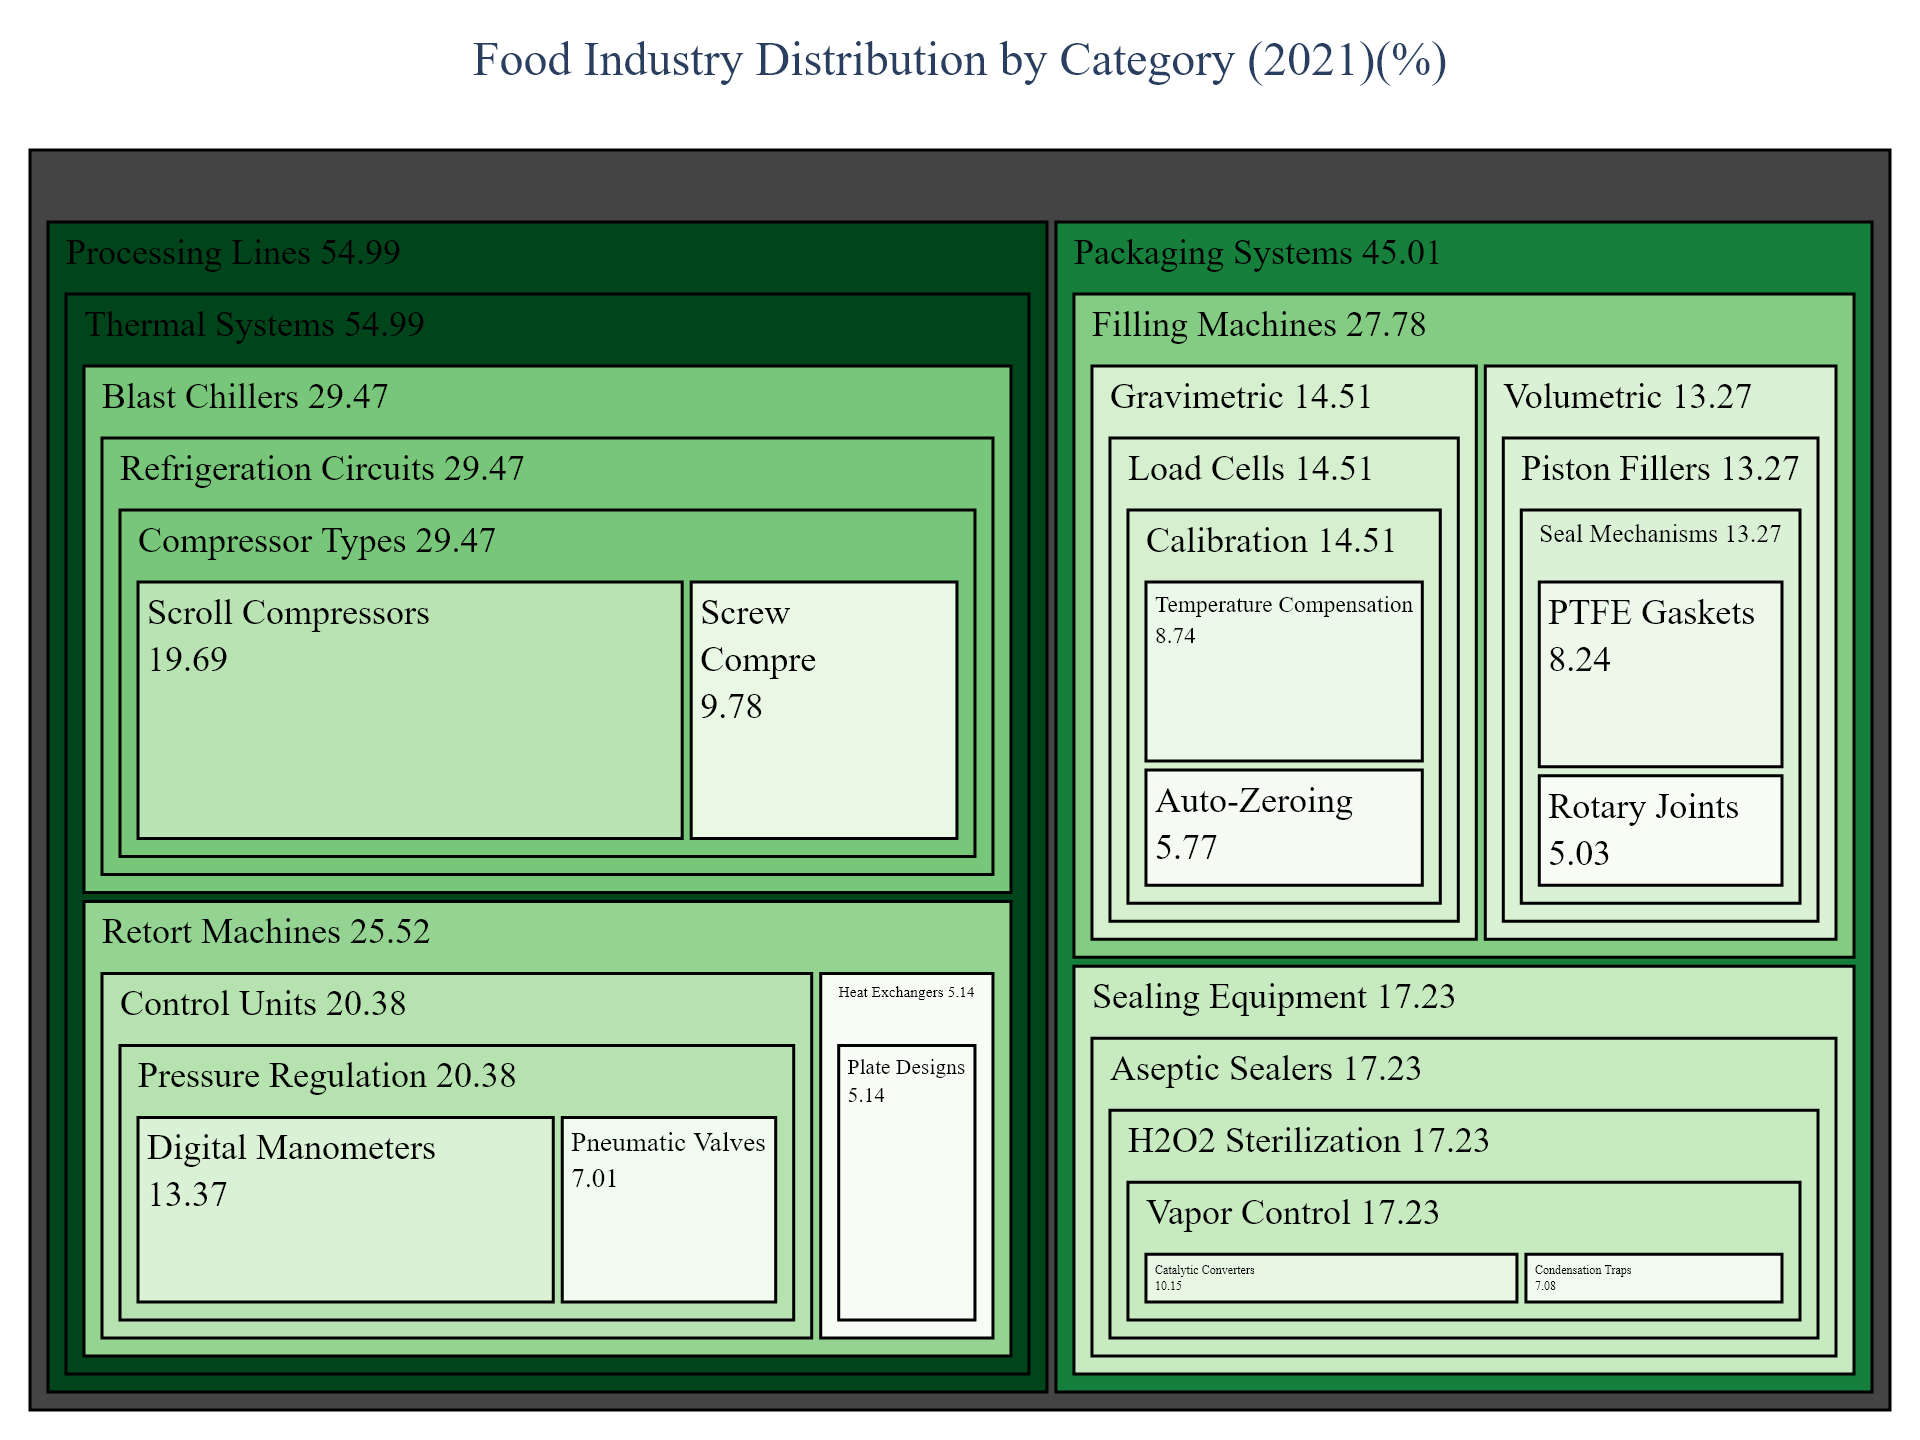 Food Industry Distribution by Category (2021)(%)
Processing Lines 54.99
Thermal Systems 54.99
Blast Chillers 29.47
Refrigeration Circuits 29.47
Compressor Types 29.47
Scroll Compressors
19.69
Screw
Compre
9.78
Retort Machines 25.52
Control Units 20.38
Pressure Regulation 20.38
Digital Manometers
13.37
Pneumatic Valves
7.01
Heat Exchangers 5.14
Plate Designs
5.14
Packaging Systems 45.01
Filling Machines 27.78
Gravimetric 14.51
Load Cells 14.51
Calibration 14.51
Temperature Compensation
8.74
Auto-Zeroing
5.77
Volumetric 13.27
Piston Fillers 13.27
Seal Mechanisms 13.27
PTFE Gaskets
8.24
Rotary Joints
5.03
Sealing Equipment 17.23
Aseptic Sealers 17.23
H2O2 Sterilization 17.23
Vapor Control 17.23
Catalytic Converters
10.15
Condensation Traps
7.08